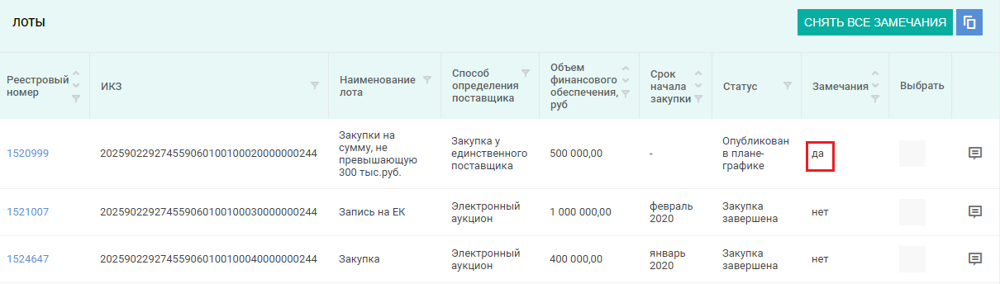 ЛОТЫ
СНЯТЬ ВСЕ ЗАМЕЧАНИЯ
Реестровый
номер
ИКЗ
Наименование
лота
Способ
определения
поставщика
Объем
финансового
обеспечения,
руб
Срок
начала
закупки
Статус
Замечания
Выбрать
1520999
202590229274559060100100020000000244
Закупки на
сумму, не
превышающую
300 тыс.руб.
Закупка у
единственного
поставщика
500 000,00
-
Опубликован
в плане-
графике
да
1521007
202590229274559060100100030000000244
Запись на ЕК
Электронный
аукцион
1 000 000,00
февраль
2020
Закупка
завершена
нет
1524647
202590229274559060100100040000000244
Закупка
Электронный
аукцион
400 000,00
январь
2020
Закупка
завершена
нет